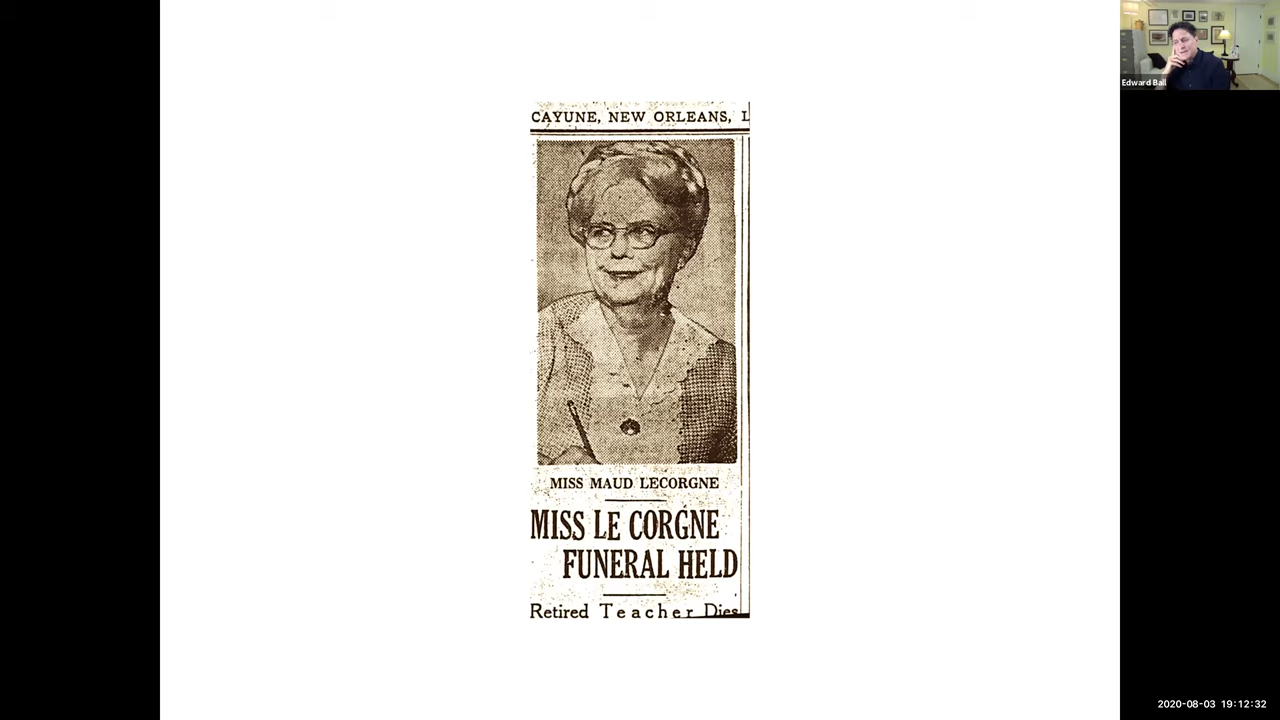 CAYUNE, NEW ORLEANS, L
MISS MAUD LECORGNE
MISS LE CORGNE
FUNERAL HELD
Retired Teacher Dies
Edward Ball
2020-08-03 19:12:32